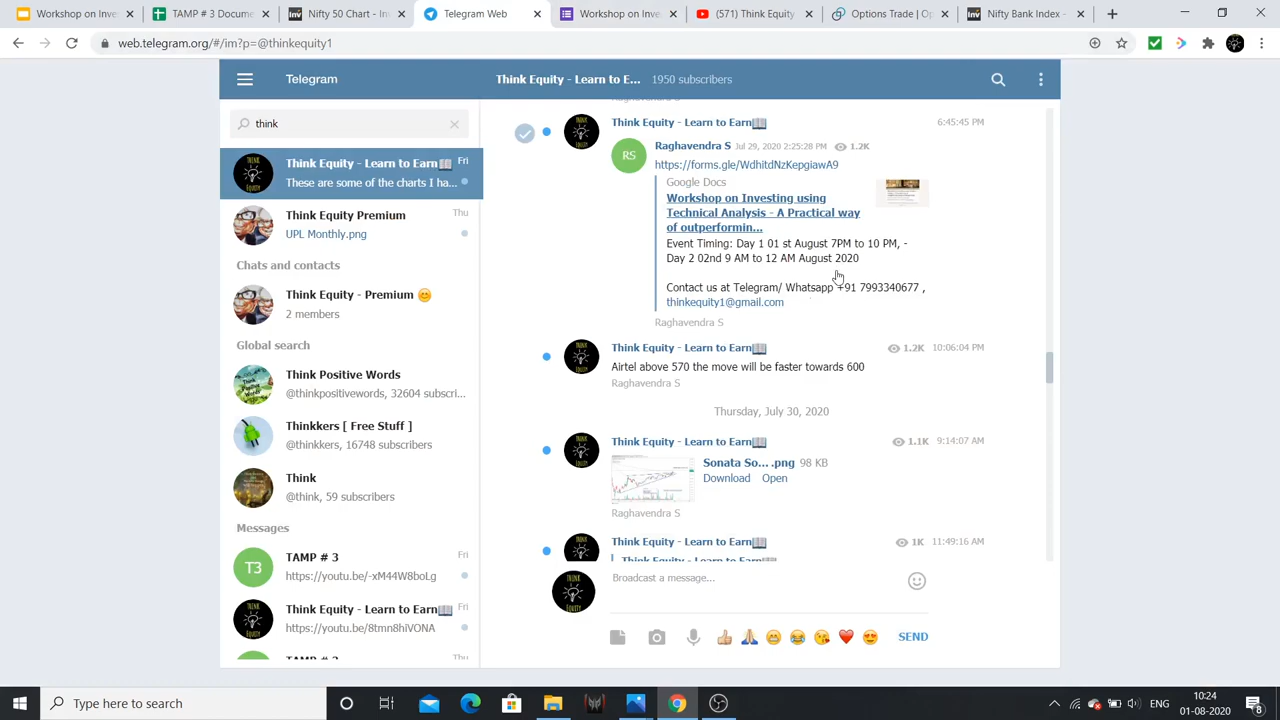 Workshop on Inves
TAMP # 3 Docume
Nifty 50 Chart - In
Telegram Web
Workshop on Inves
(571) Think Equity
Options Trade | Op
Nifty Bank Index -
web.telegram.org/#/im?p=@thinkequity1
Telegram
Think Equity - Learn to E... 1950 subscribers
think
Think Equity - Learn to Earn📖 Fri
These are some of the charts I ha...
Think Equity Premium Thu
UPL Monthly.png
Chats and contacts
Think Equity - Premium 😊
2 members
Global search
Think Positive Words
@thinkpositivewords, 32604 subscri...
Thinkkers [ Free Stuff ]
@thinkkers, 16748 subscribers
Think
@think, 59 subscribers
Messages
T3
TAMP # 3 Fri
https://youtu.be/-xM44W8boLg
Think Equity - Learn to Earn📖 Fri
https://youtu.be/8tmn8hiVONA
TAMP # 3 Thu
Raghavendra S
Think Equity - Learn to Earn📖 6:45:45 PM
RS
Raghavendra S Jul 29, 2020 2:25:28 PM 1.2K
https://forms.gle/WdhitdNzKepgiawA9
Google Docs
Workshop on Investing using
Technical Analysis - A Practical way
of outperformin...
Event Timing: Day 1 01 st August 7PM to 10 PM, -
Day 2 02nd 9 AM to 12 AM August 2020
Contact us at Telegram/ Whatsapp +91 7993340677 ,
thinkequity1@gmail.com
Raghavendra S
Think Equity - Learn to Earn📖 1.2K 10:06:04 PM
Airtel above 570 the move will be faster towards 600
Raghavendra S
Thursday, July 30, 2020
Think Equity - Learn to Earn📖 1.1K 9:14:07 AM
Sonata So... .png 98 KB
Download Open
Raghavendra S
Think Equity - Learn to Earn📖 1K 11:49:16 AM
Think Equity - Learn to Earn📖
Broadcast a message...
SEND
Type here to search
ENG
10:24
01-08-2020
8